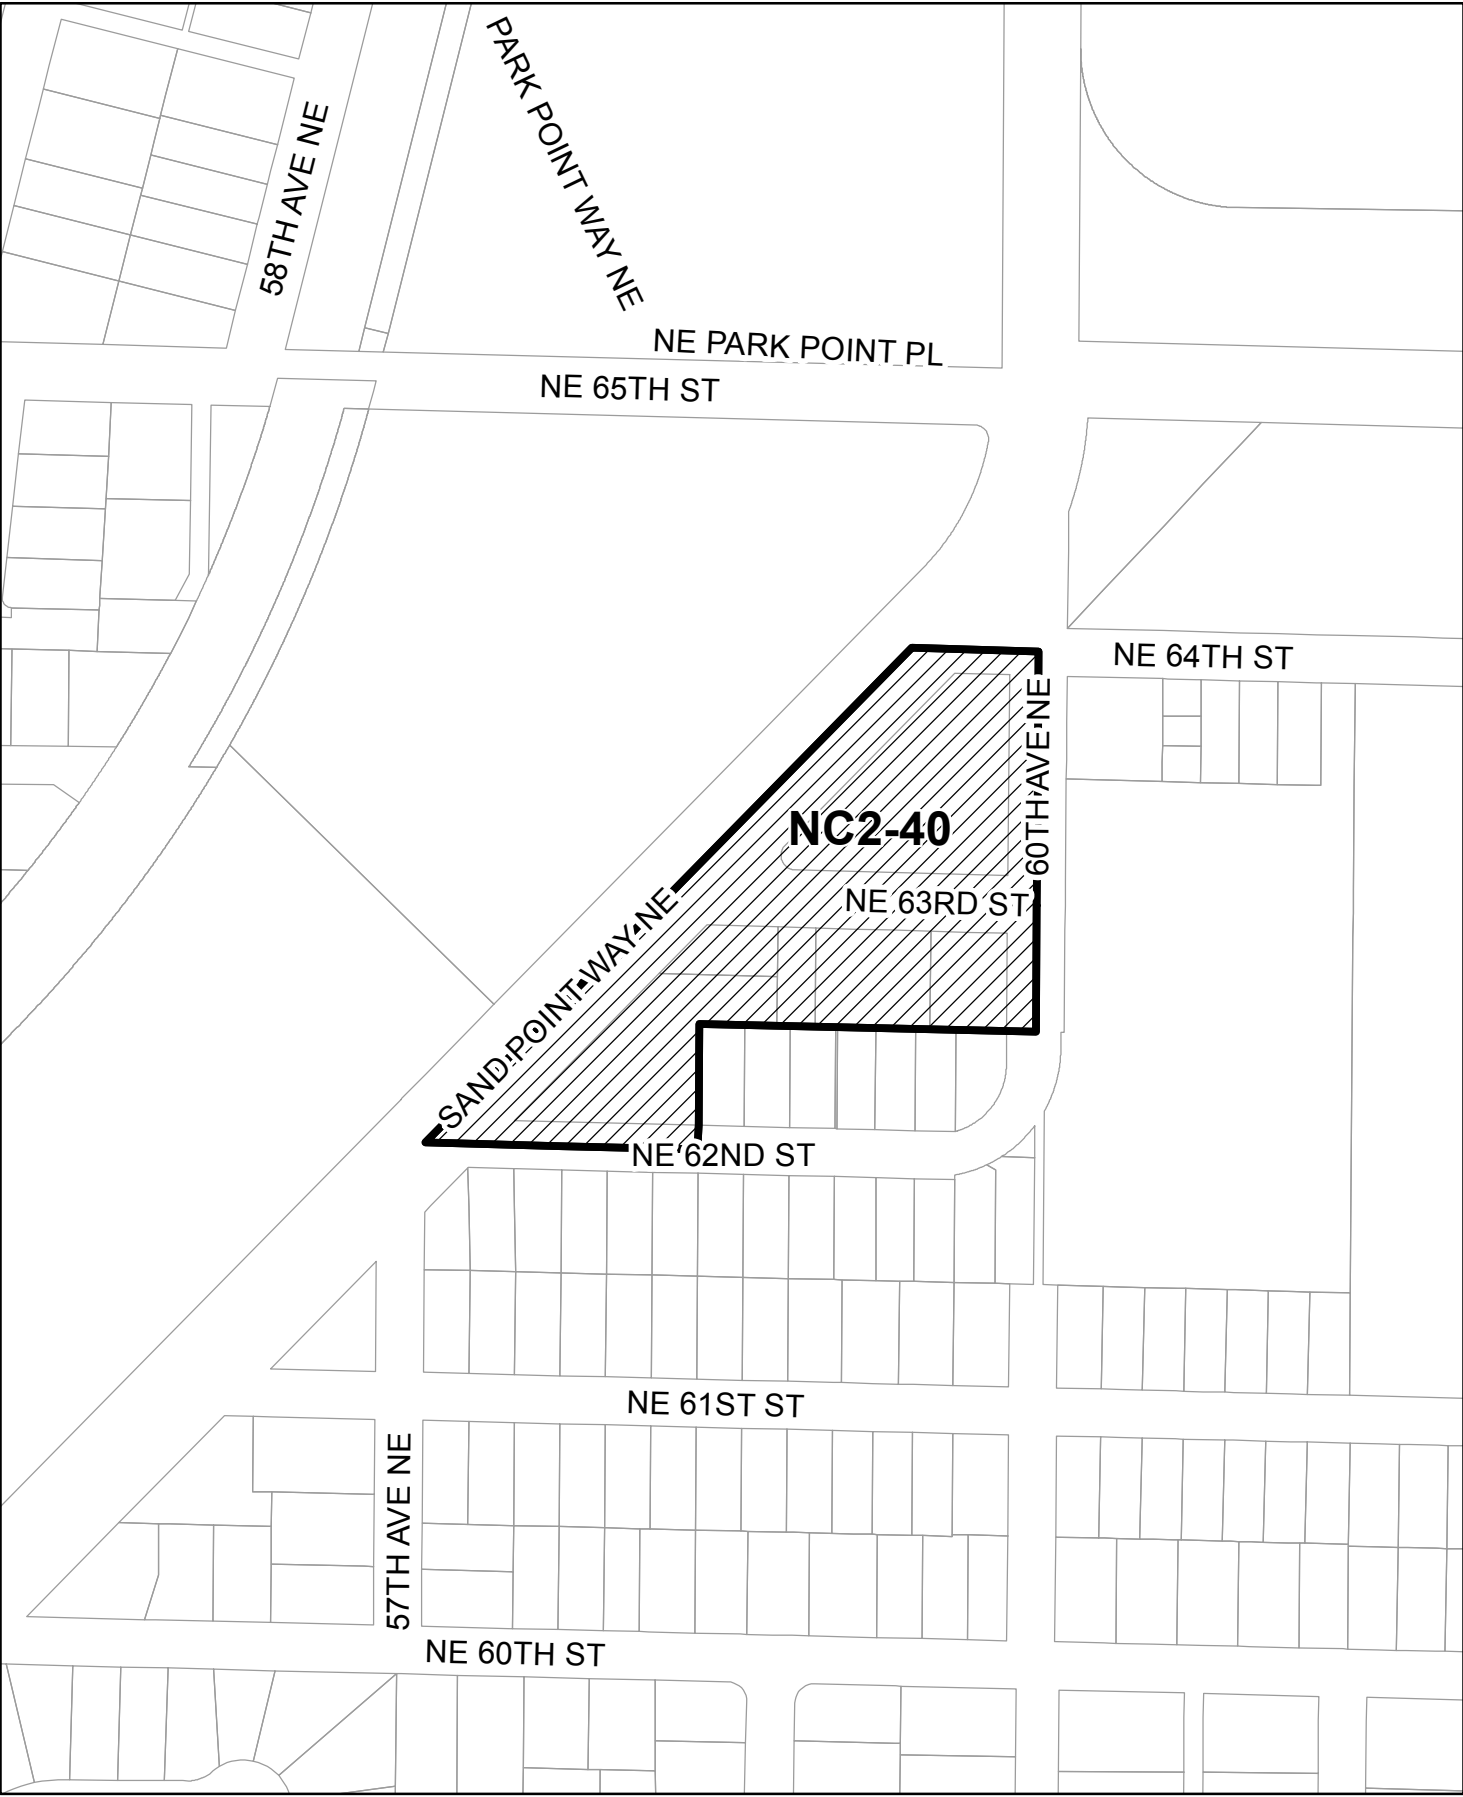 PARK POINT WAY NE
58TH AVE NE
NE PARK POINT PL
NE 65TH ST
NE 64TH ST
60TH AVE NE
NC2-40
NE 63RD ST
SAND POINT WAY NE
NE 62ND ST
NE 61ST ST
57TH AVE NE
NE 60TH ST